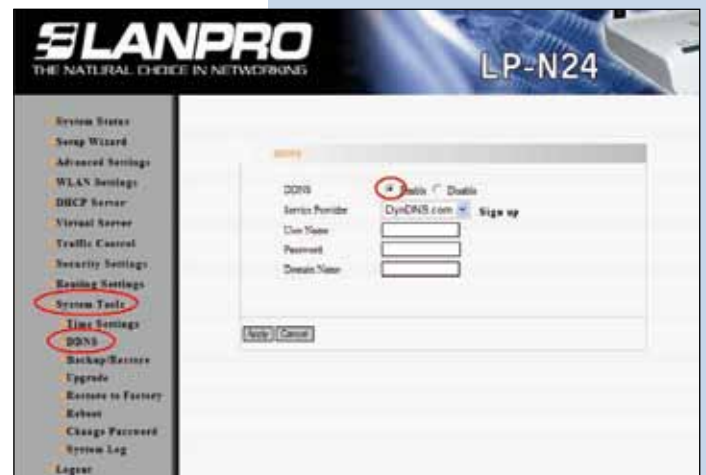 LANPRO
THE NATURAL CHOICE IN NETWORKING
LP-N24
System Status
Setup Wizard
Advanced Settings
WLAN Settings
DHCP Server
Virtual Server
Traffic Control
Security Settings
Routing Settings
System Tools
Time Settings
DDNS
Backup/Restore
Upgrade
Restore to Factory
Reboot
Change Password
System Log
Logout
DDNS
DDNS Enable Disable
Service Provider DynDNS.com Sign up
User Name
Password
Domain Name
Apply Cancel